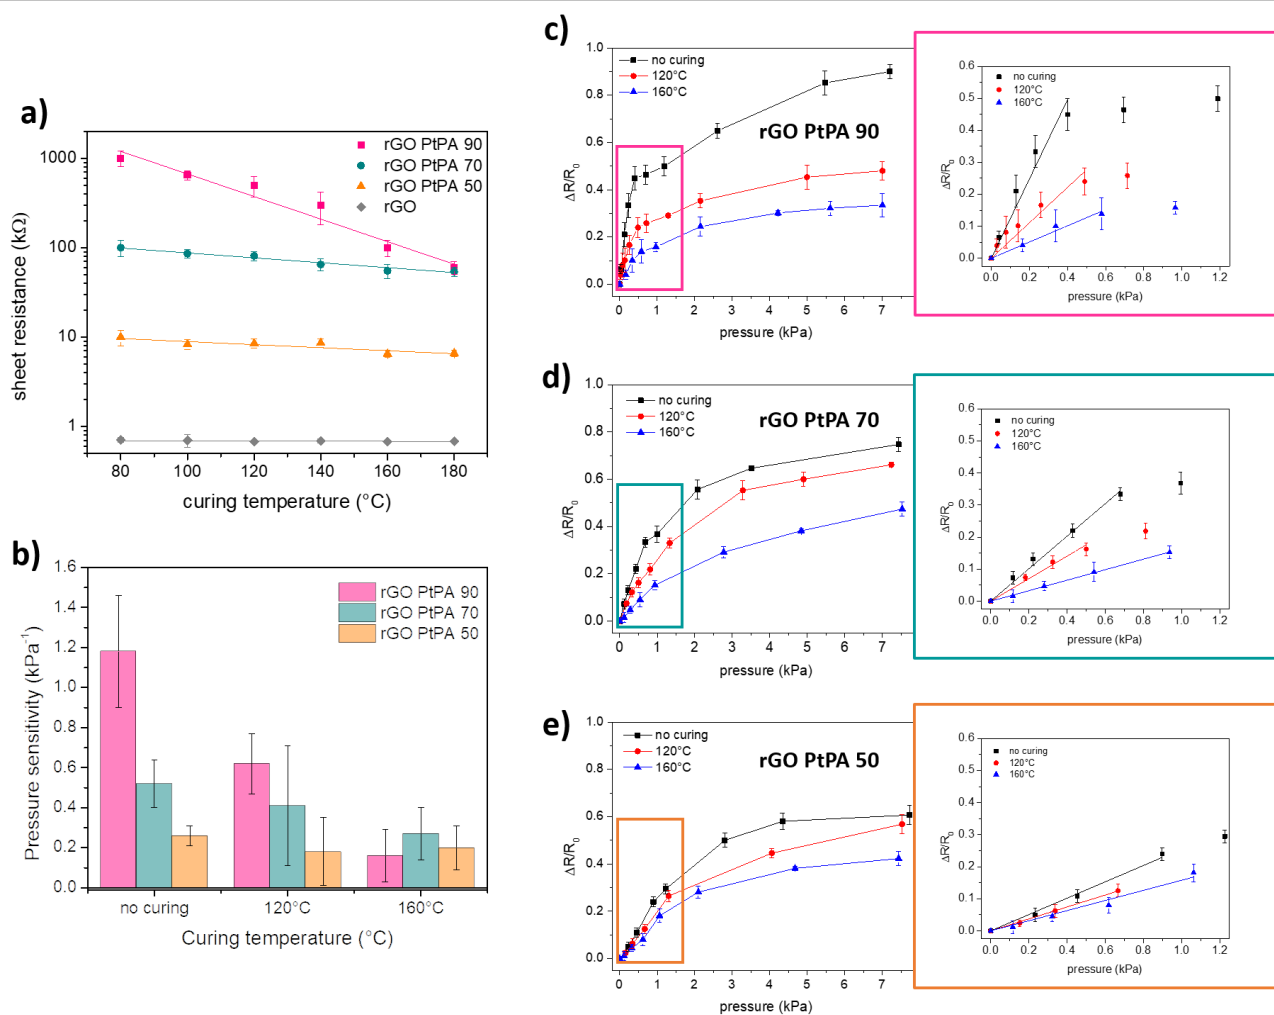 a)
sheet resistance (kΩ)
1000
100
10
1
rGO PtPA 90
rGO PtPA 70
rGO PtPA 50
rGO
80 100 120 140 160 180
curing temperature (°C)
b)
Pressure sensitivity (kPa-1)
1.6
1.4
1.2
1.0
0.8
0.6
0.4
0.2
0.0
rGO PtPA 90
rGO PtPA 70
rGO PtPA 50
no curing 120°C 160°C
Curing temperature (°C)
c)
ΔR/R0
1.0
0.8
0.6
0.4
0.2
0.0
no curing
120°C
160°C
rGO PtPA 90
0 1 2 3 4 5 6 7
pressure (kPa)
ΔR/R0
0.6
0.5
0.4
0.3
0.2
0.1
0.0
no curing
120°C
160°C
0.0 0.2 0.4 0.6 0.8 1.0 1.2
pressure (kPa)
d)
ΔR/R0
1.0
0.8
0.6
0.4
0.2
0.0
no curing
120°C
160°C
rGO PtPA 70
0 1 2 3 4 5 6 7
pressure (kPa)
ΔR/R0
0.6
0.5
0.4
0.3
0.2
0.1
0.0
no curing
120°C
160°C
0.0 0.2 0.4 0.6 0.8 1.0 1.2
pressure (kPa)
e)
ΔR/R0
1.0
0.8
0.6
0.4
0.2
0.0
no curing
120°C
160°C
rGO PtPA 50
0 1 2 3 4 5 6 7
pressure (kPa)
ΔR/R0
0.6
0.5
0.4
0.3
0.2
0.1
0.0
no curing
120°C
160°C
0.0 0.2 0.4 0.6 0.8 1.0 1.2
pressure (kPa)